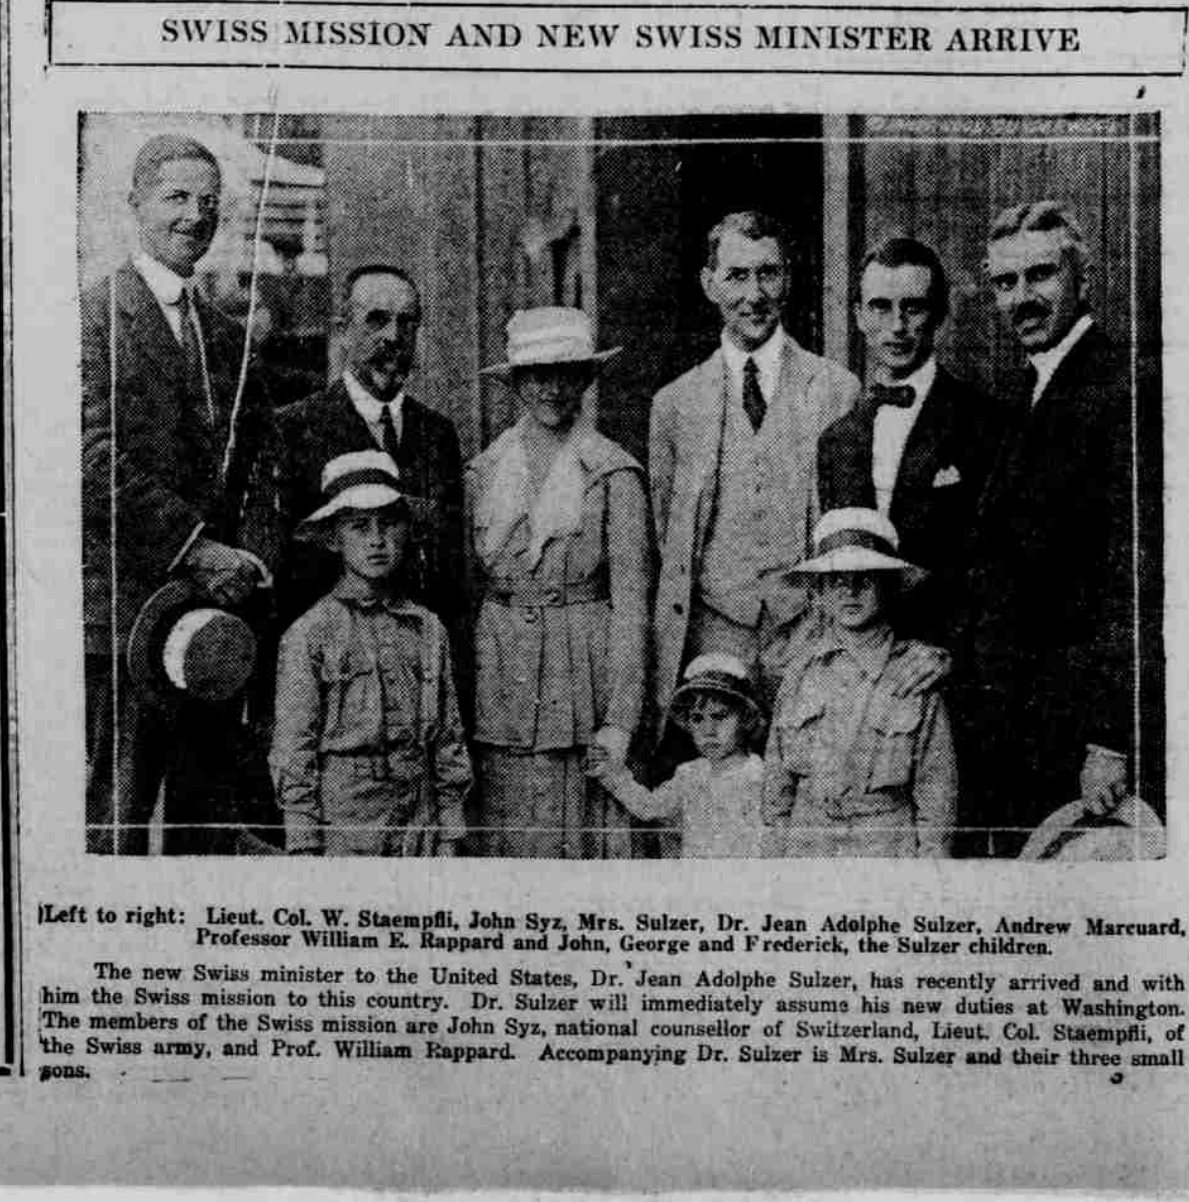 SWISS MISSION AND NEW SWISS MINISTER ARRIVE
Left to right: Lieut. Col. W. Staempfli, John Syz, Mrs. Sulzer, Dr. Jean Adolphe Sulzer, Andrew Marcuard,
Professor William E. Rappard and John, George and Frederick, the Sulzer children.
The new Swiss minister to the United States, Dr. Jean Adolphe Sulzer, has recently arrived and with
him the Swiss mission to this country. Dr. Sulzer will immediately assume his new duties at Washington.
The members of the Swiss mission are John Syz, national counsellor of Switzerland, Lieut. Col. Staempfli, of
the Swiss army, and Prof. William Rappard. Accompanying Dr. Sulzer is Mrs. Sulzer and their three small
sons.